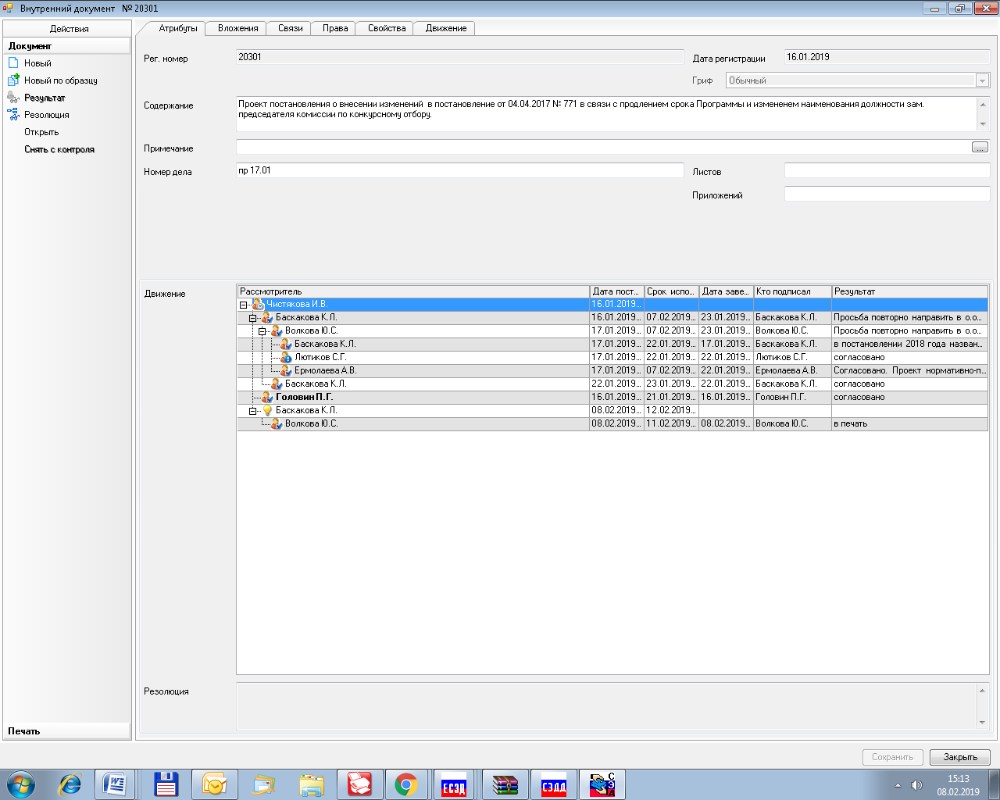 Внутренний документ № 20301
Действия
Документ
Новый
Новый по образцу
Результат
Резолюция
Открыть
Снять с контроля
Печать
Атрибуты Вложения Связи Права Свойства Движение
Рег. номер 20301 Дата регистрации 16.01.2019
Гриф Обычный
Содержание Проект постановления о внесении изменений в постановление от 04.04.2017 № 771 в связи с продлением срока Программы и измененем наименования должности зам.
председателя комиссии по конкурсному отбору.
Примечание ...
Номер дела пр 17.01 Листов
Приложений
Движение
Рассмотритель Дата пост... Срок испо... Дата заве... Кто подписал Результат
Чистякова И.В. 16.01.2019...
Баскакова К.Л. 16.01.2019... 07.02.2019... 23.01.2019... Баскакова К.Л. Просьба повторно направить в о.о...
Волкова Ю.С. 17.01.2019... 07.02.2019... 23.01.2019... Волкова Ю.С. Просьба повторно направить в о.о...
Баскакова К.Л. 17.01.2019... 22.01.2019... 17.01.2019... Баскакова К.Л. в постановлении 2018 года назван...
Лютиков С.Г. 17.01.2019... 22.01.2019... 22.01.2019... Лютиков С.Г. согласовано
Ермолаева А.В. 17.01.2019... 07.02.2019... 22.01.2019... Ермолаева А.В. Согласовано. Проект нормативно-п...
Баскакова К.Л. 22.01.2019... 23.01.2019... 22.01.2019... Баскакова К.Л. согласовано
Головин П.Г. 16.01.2019... 21.01.2019... 16.01.2019... Головин П.Г. согласовано
Баскакова К.Л. 08.02.2019... 12.02.2019...
Волкова Ю.С. 08.02.2019... 11.02.2019... 08.02.2019... Волкова Ю.С. в печать
Резолюция
Сохранить Закрыть
ЕСЭД СЭДД СЭД
15:13
08.02.2019